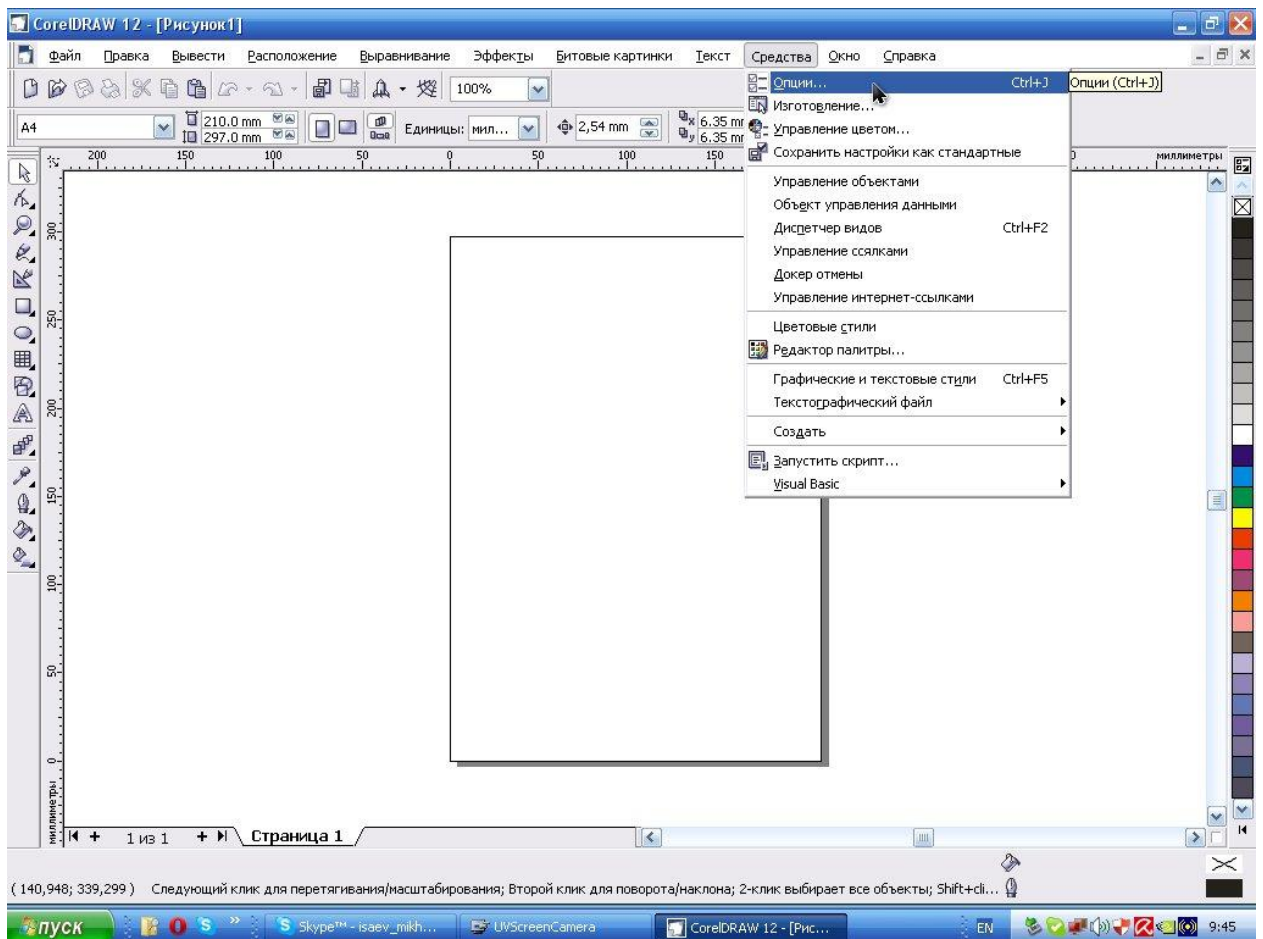 CorelDRAW 12 - [Рисунок1]
Файл Правка Вывести Расположение Выравнивание Эффекты Битовые картинки Текст Средства Окно Справка
100%
A4 210.0 mm 297.0 mm Единицы: мил... 2,54 mm x 6.35 mm y 6.35 mm
Опции... Ctrl+J
Опции (Ctrl+J)
Изготовление...
Управление цветом...
Сохранить настройки как стандартные
Управление объектами
Объект управления данными
Диспетчер видов Ctrl+F2
Управление ссялками
Докер отмены
Управление интернет-ссылками
Цветовые стили
Редактор палитры...
Графические и текстовые стили Ctrl+F5
Текстографический файл
Создать
Запустить скрипт...
Visual Basic
200 150 100 50 0 50 100 150 миллиметры
300
250
200
150
100
50
0
миллиметры
1 из 1 Страница 1
( 140,948; 339,299 ) Следующий клик для перетягивания/масштабирования; Второй клик для поворота/наклона; 2-клик выбирает все объекты; Shift+cli...
пуск Skype™ - isaev_mikh... UVScreenCamera CorelDRAW 12 - [Рис... EN 9:45